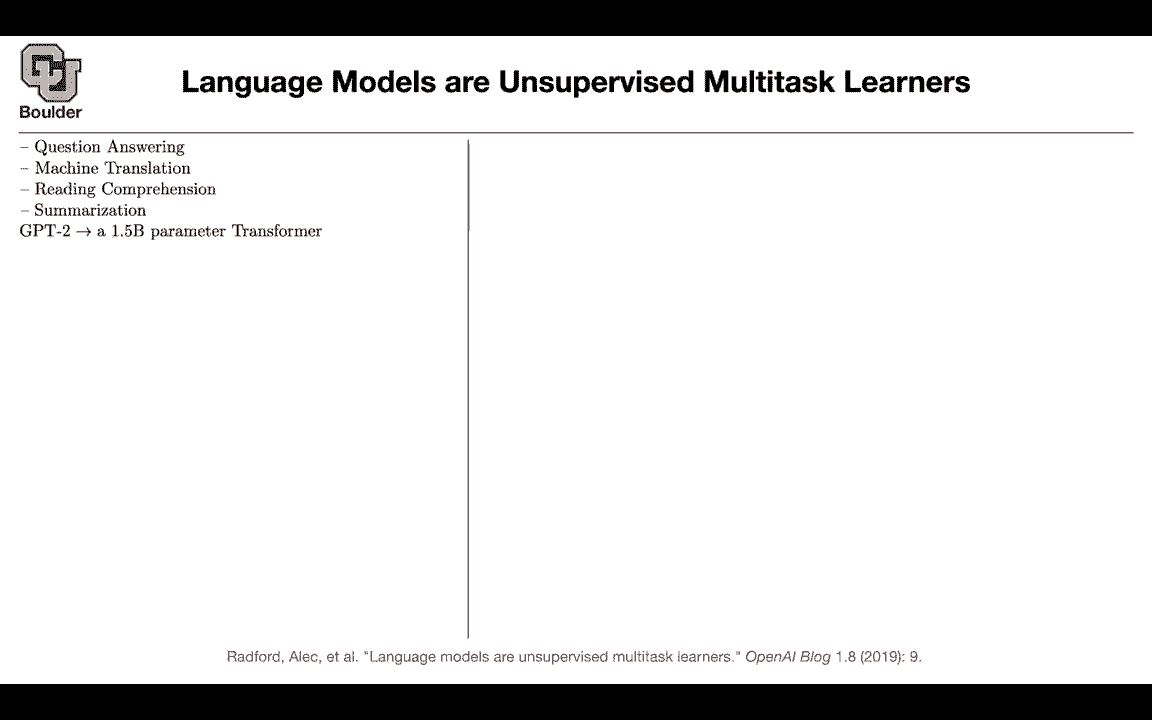 CU
Boulder
Language Models are Unsupervised Multitask Learners
– Question Answering
– Machine Translation
– Reading Comprehension
– Summarization
GPT-2 → a 1.5B parameter Transformer
Radford, Alec, et al. "Language models are unsupervised multitask learners." OpenAI Blog 1.8 (2019): 9.